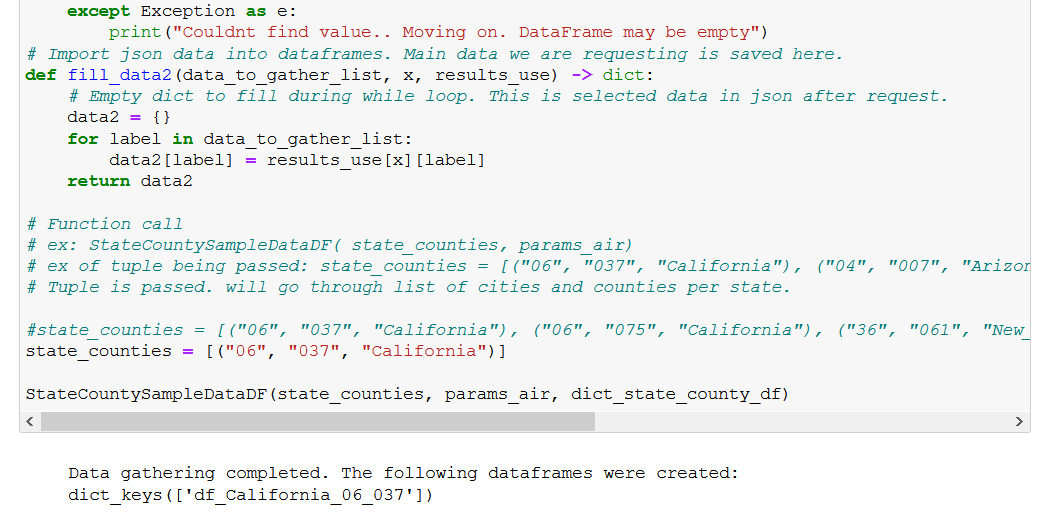 except Exception as e:
print("Couldnt find value.. Moving on. DataFrame may be empty")
# Import json data into dataframes. Main data we are requesting is saved here.
def fill_data2(data_to_gather_list, x, results_use) -> dict:
# Empty dict to fill during while loop. This is selected data in json after request.
data2 = {}
for label in data_to_gather_list:
data2[label] = results_use[x][label]
return data2
# Function call
# ex: StateCountySampleDataDF( state_counties, params_air)
# ex of tuple being passed: state_counties = [("06", "037", "California"), ("04", "007", "Arizon
# Tuple is passed. will go through list of cities and counties per state.
#state_counties = [("06", "037", "California"), ("06", "075", "California"), ("36", "061", "New_
state_counties = [("06", "037", "California")]
StateCountySampleDataDF(state_counties, params_air, dict_state_county_df)
Data gathering completed. The following dataframes were created:
dict_keys(['df_California_06_037'])